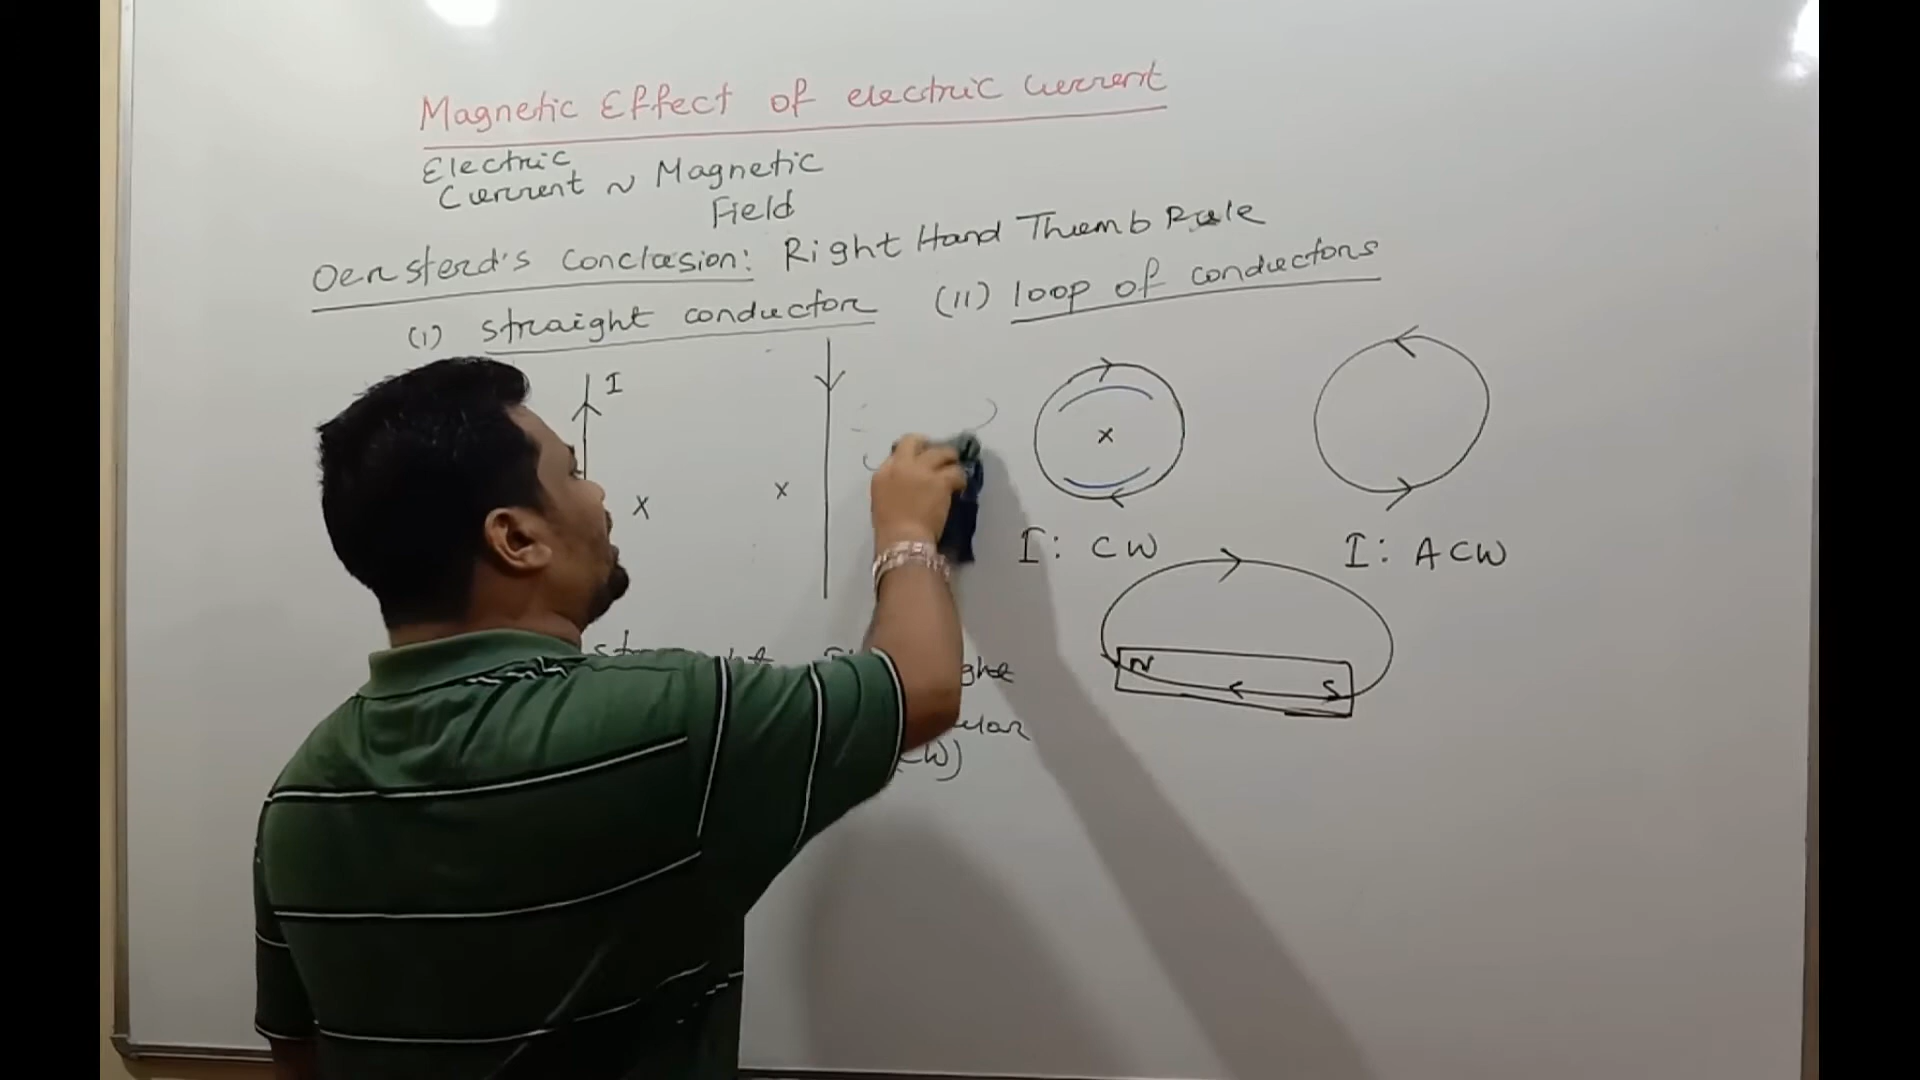 Magnetic Effect of electric current
Electric
Current ~ Magnetic
Field
Oersterd's Conclusion: Right Hand Thumb Rule
(I) straight conductor (II) loop of conductors
I
x x x
I: CW I: ACW
N S